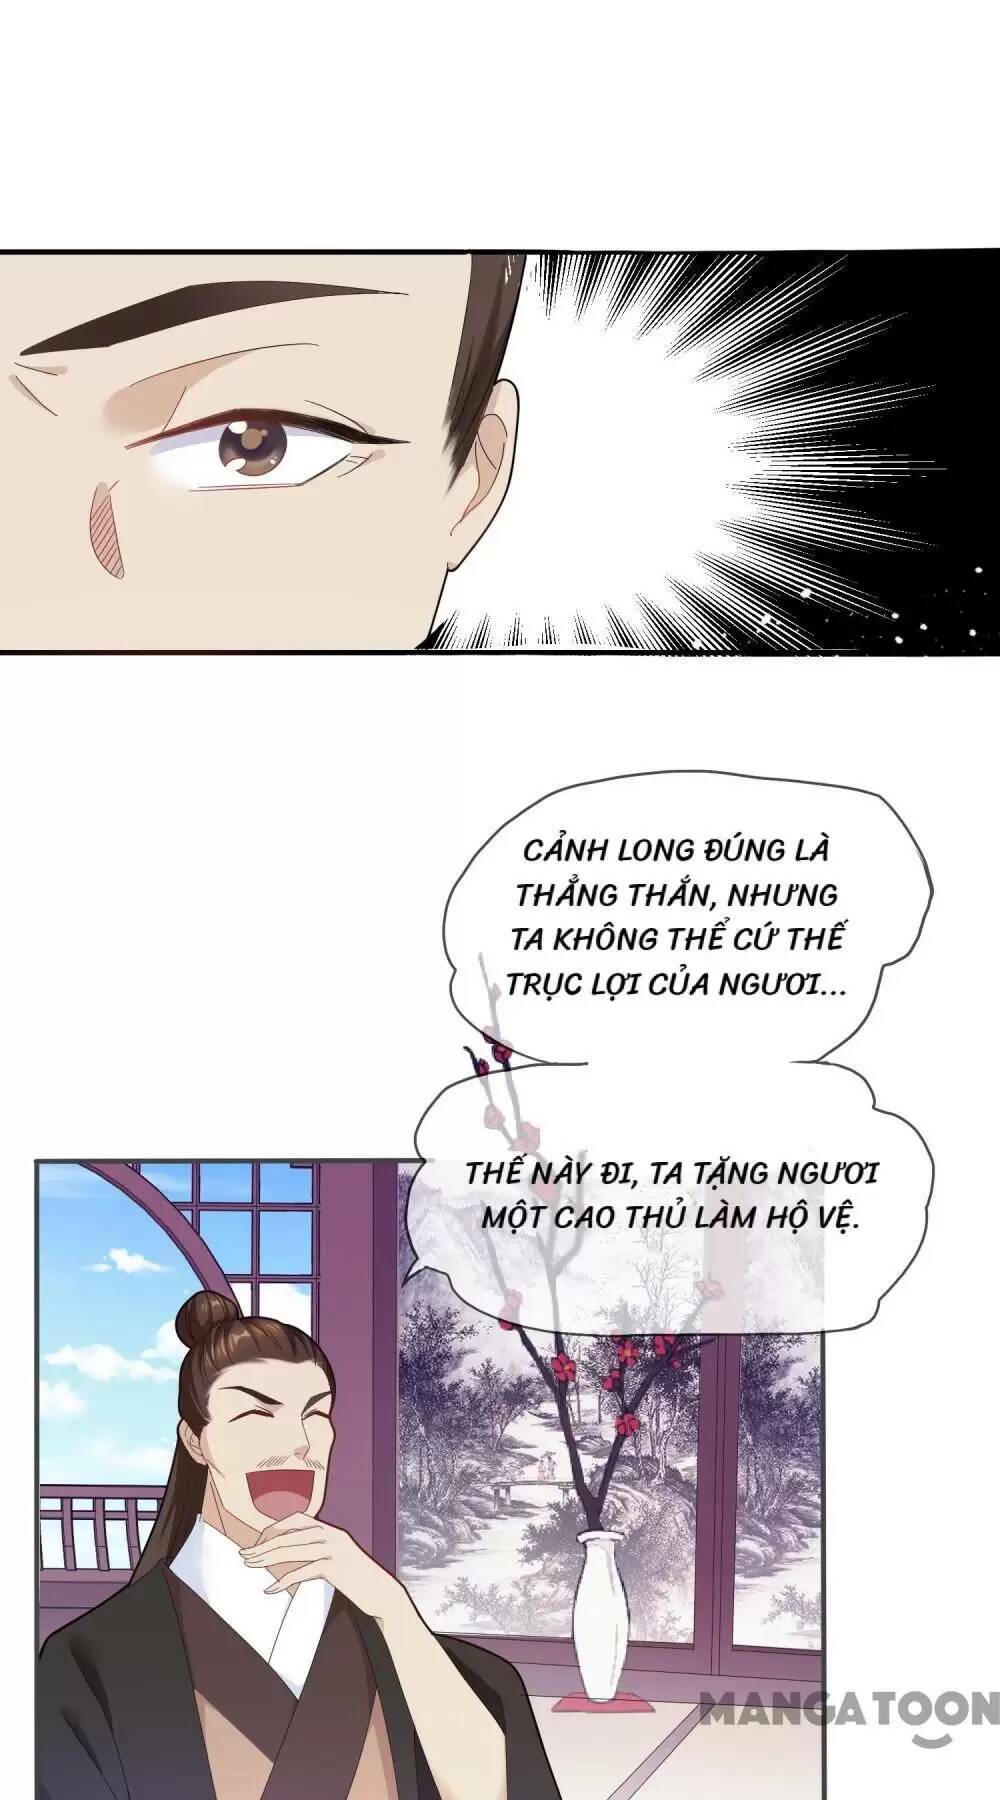 CẢNH LONG ĐÚNG LÀ
THẲNG THẮN, NHƯNG
TA KHÔNG THỂ CỨ THẾ
TRỤC LỢI CỦA NGƯƠI...
THẾ NÀY ĐI, TA TẶNG NGƯƠI
MỘT CAO THỦ LÀM HỘ VỆ.
MANGATOON